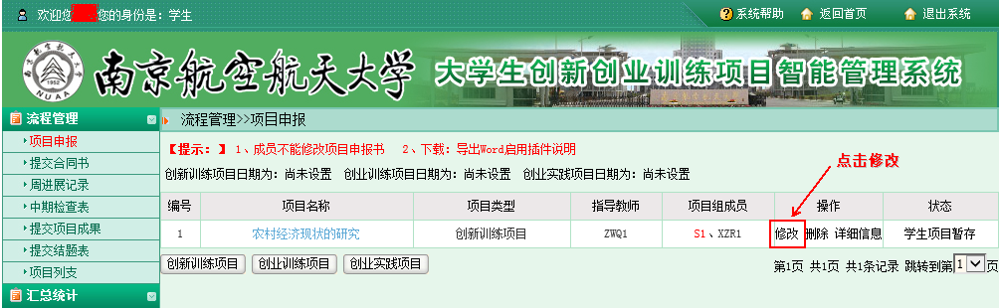 欢迎您 您的身份是：学生
系统帮助 返回首页 退出系统
NUAA
1952
南京航空航天大学 大学生创新创业训练项目智能管理系统
流程管理
项目申报
提交合同书
周进展记录
中期检查表
提交项目成果
提交结题表
项目列支
汇总统计
流程管理>>项目申报
【提示：】 1、成员不能修改项目申报书 2、下载：导出Word启用插件说明
创新训练项目日期为：尚未设置 创业训练项目日期为：尚未设置 创业实践项目日期为：尚未设置
点击修改
编号 项目名称 项目类型 指导教师 项目组成员 操作 状态
1 农村经济现状的研究 创新训练项目 ZWQ1 S1、XZR1 修改 删除 详细信息 学生项目暂存
创新训练项目 创业训练项目 创业实践项目
第1页 共1页 共1条记录 跳转到第 1 页